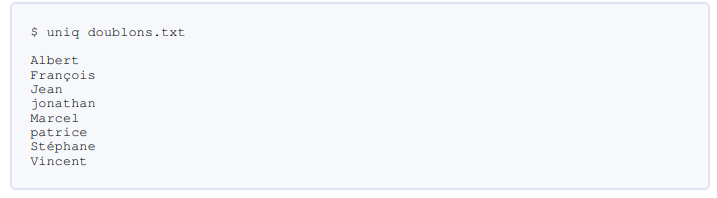 $ uniq doublons.txt
Albert
François
Jean
jonathan
Marcel
patrice
Stéphane
Vincent